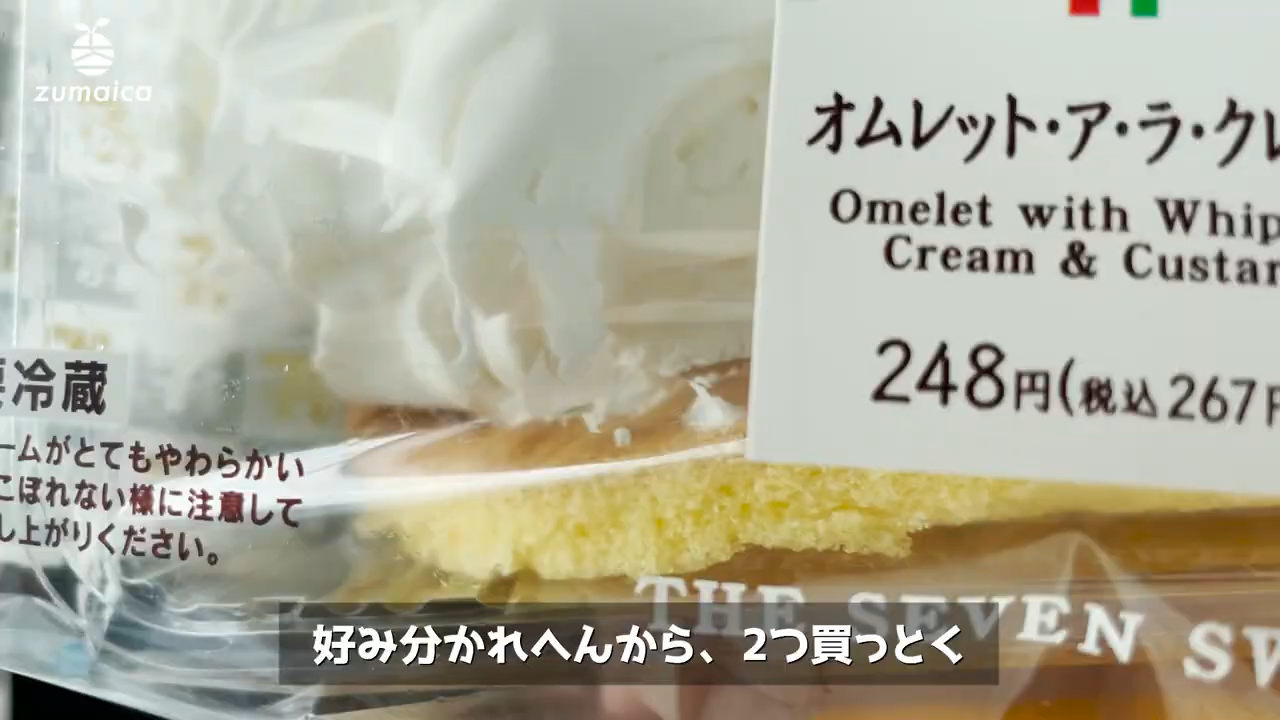 zumaica
オムレット・ア・ラ・クレ
Omelet with Whip
Cream & Custar
248円(税込267円
要冷蔵
ームがとてもやわらかい
こぼれない様に注意して
し上がりください。
THE SEVEN SW
好み分かれへんから、2つ買っとく